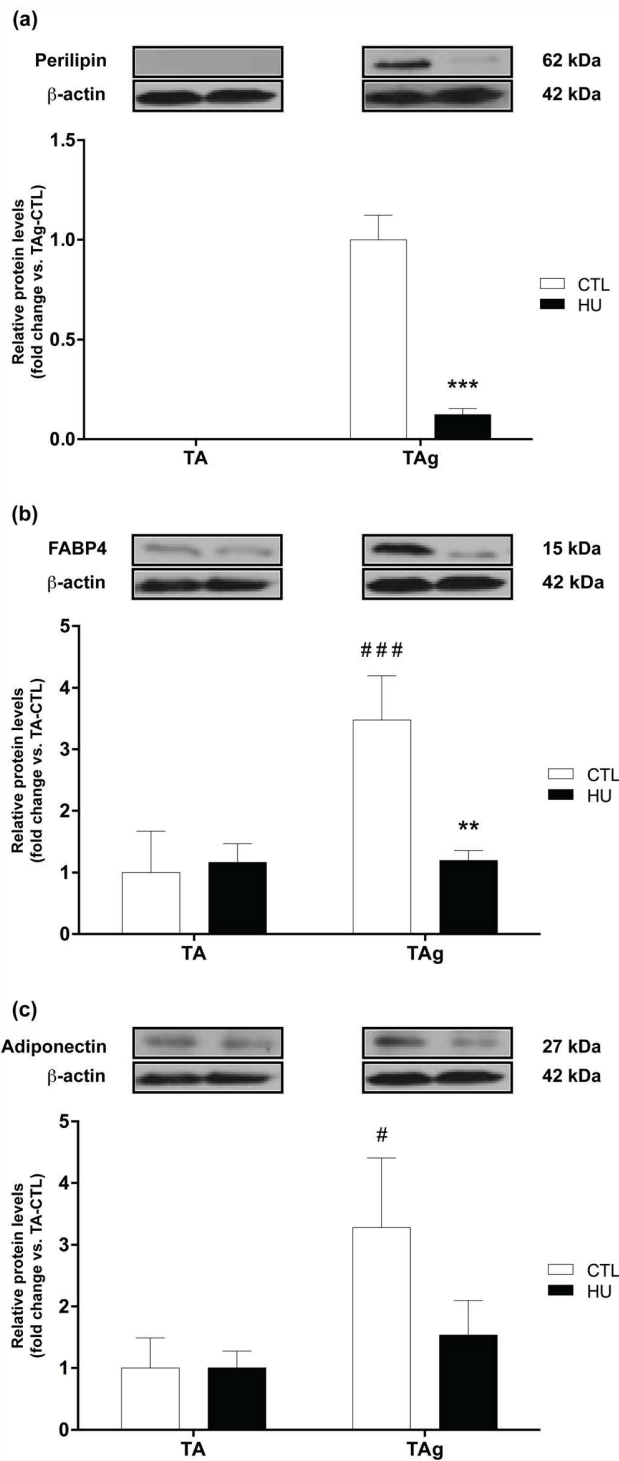 (a)
Perilipin 62 kDa
β-actin 42 kDa
Relative protein levels
(fold change vs. TAg-CTL)
1.5
1.0
0.5
0.0
***
CTL
HU
TA TAg
(b)
FABP4 15 kDa
β-actin 42 kDa
Relative protein levels
(fold change vs. TA-CTL)
5
4
3
2
1
0
###
**
CTL
HU
TA TAg
(c)
Adiponectin 27 kDa
β-actin 42 kDa
Relative protein levels
(fold change vs. TA-CTL)
5
4
3
2
1
0
#
CTL
HU
TA TAg